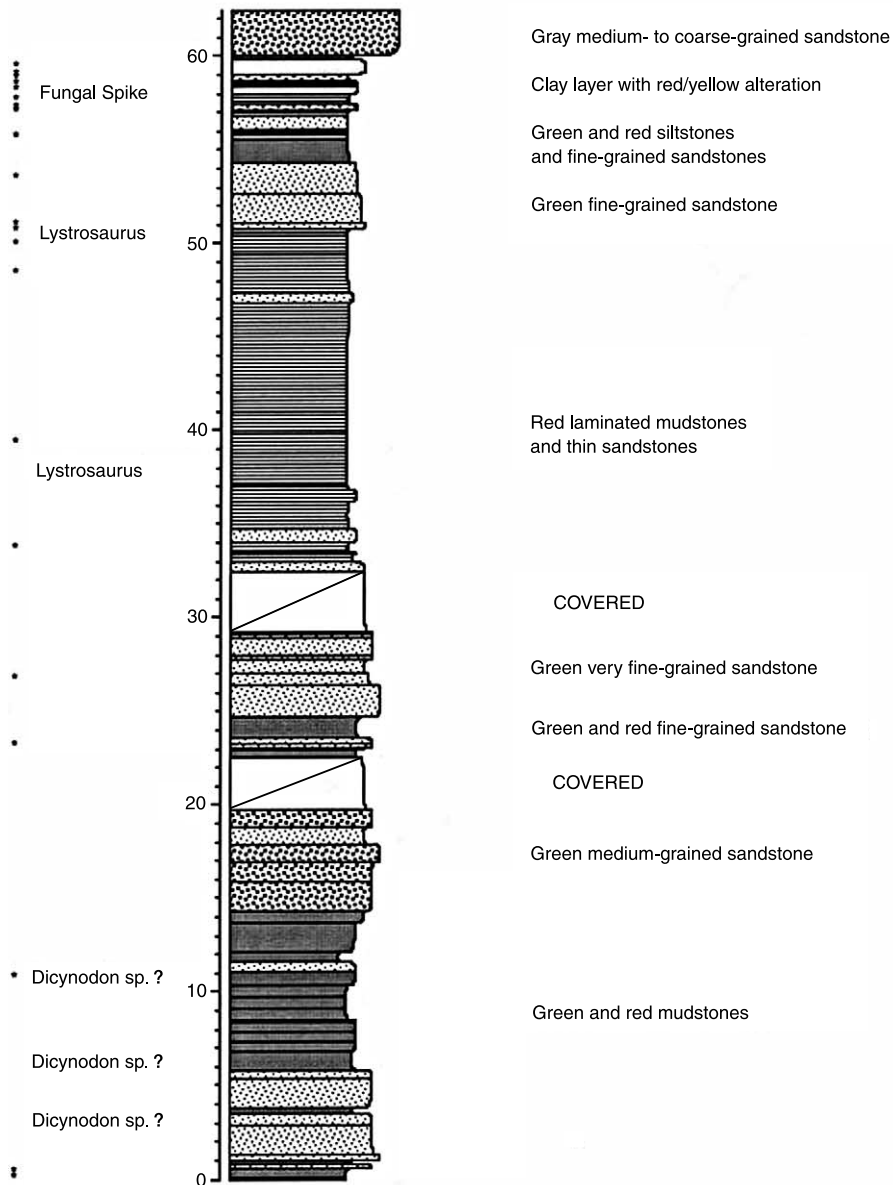 60
Gray medium- to coarse-grained sandstone
Fungal Spike
Clay layer with red/yellow alteration
Green and red siltstones
and fine-grained sandstones
Green fine-grained sandstone
Lystrosaurus
50
40
Red laminated mudstones
and thin sandstones
Lystrosaurus
COVERED
30
Green very fine-grained sandstone
Green and red fine-grained sandstone
COVERED
20
Green medium-grained sandstone
Dicynodon sp. ?
10
Green and red mudstones
Dicynodon sp. ?
Dicynodon sp. ?
0